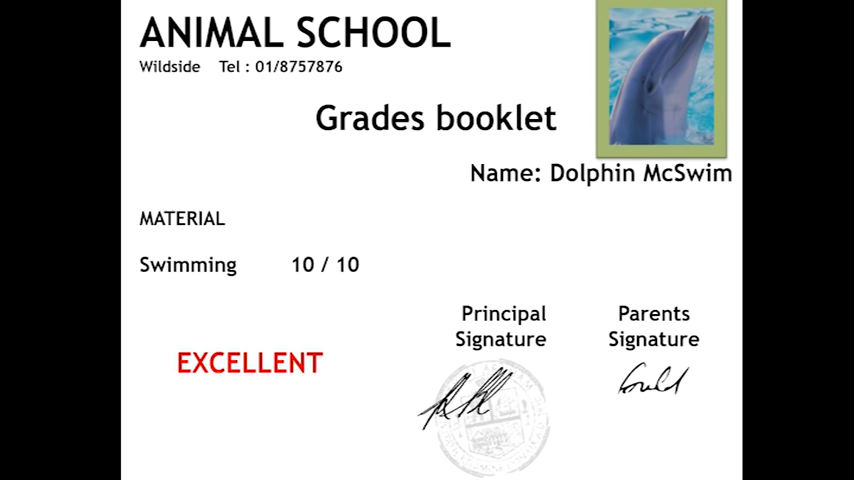 ANIMAL SCHOOL
Wildside Tel : 01/8757876
Grades booklet
Name: Dolphin McSwim
MATERIAL
Swimming 10 / 10
Principal Signature
Parents Signature
EXCELLENT